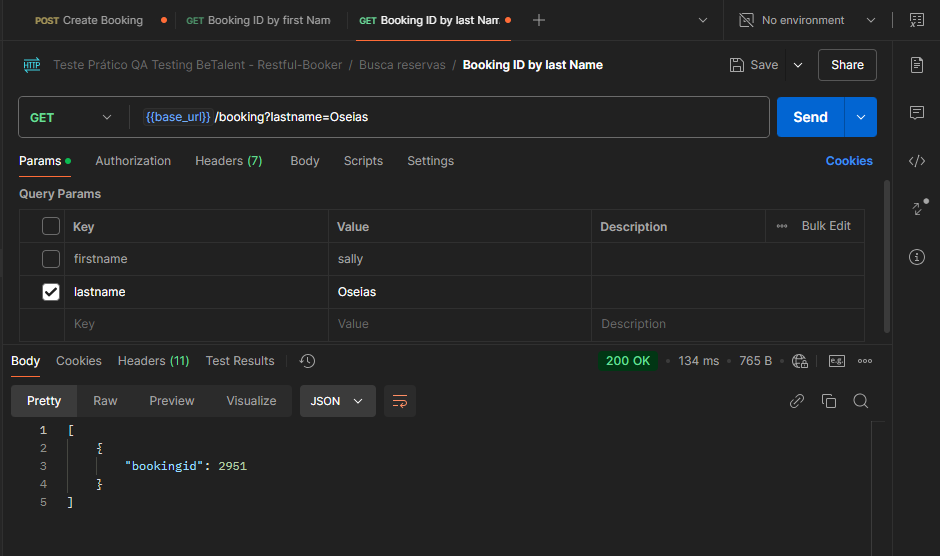 POST Create Booking GET Booking ID by first Nam GET Booking ID by last Nam No environment
HTTP Teste Prático QA Testing BeTalent - Restful-Booker / Busca reservas / Booking ID by last Name Save Share
GET {{base_url}} /booking?lastname=Oseias Send
Params Authorization Headers (7) Body Scripts Settings Cookies
Query Params
Key Value Description Bulk Edit
firstname sally
lastname Oseias
Key Value Description
Body Cookies Headers (11) Test Results 200 OK 134 ms 765 B e.g.
Pretty Raw Preview Visualize JSON
1 [
2 {
3 "bookingid": 2951
4 }
5 ]